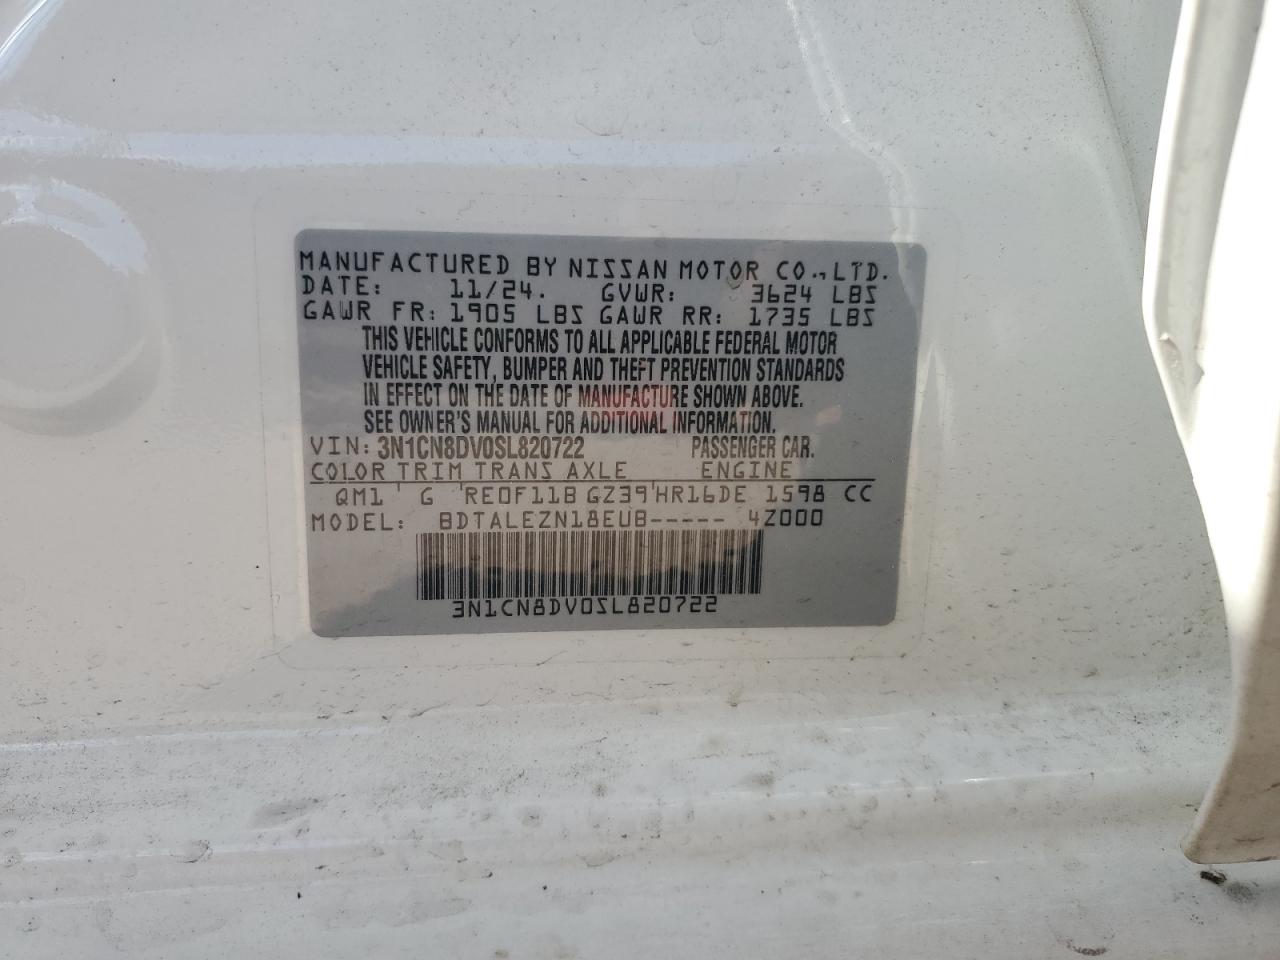 MANUFACTURED BY NISSAN MOTOR CO., LTD.
DATE: 11/24. GVWR: 3624 LBS
GAWR FR: 1905 LBS GAWR RR: 1735 LBS
THIS VEHICLE CONFORMS TO ALL APPLICABLE FEDERAL MOTOR
VEHICLE SAFETY, BUMPER AND THEFT PREVENTION STANDARDS
IN EFFECT ON THE DATE OF MANUFACTURE SHOWN ABOVE.
SEE OWNER'S MANUAL FOR ADDITIONAL INFORMATION.
VIN: 3N1CN8DV0SL820722 PASSENGER CAR.
COLOR TRIM TRANS AXLE ENGINE
QM1 G RE0F11B GZ39 HR16DE 1598 CC
MODEL: BDTALEZN18EUB----- 4Z000
3N1CN8DV0SL820722